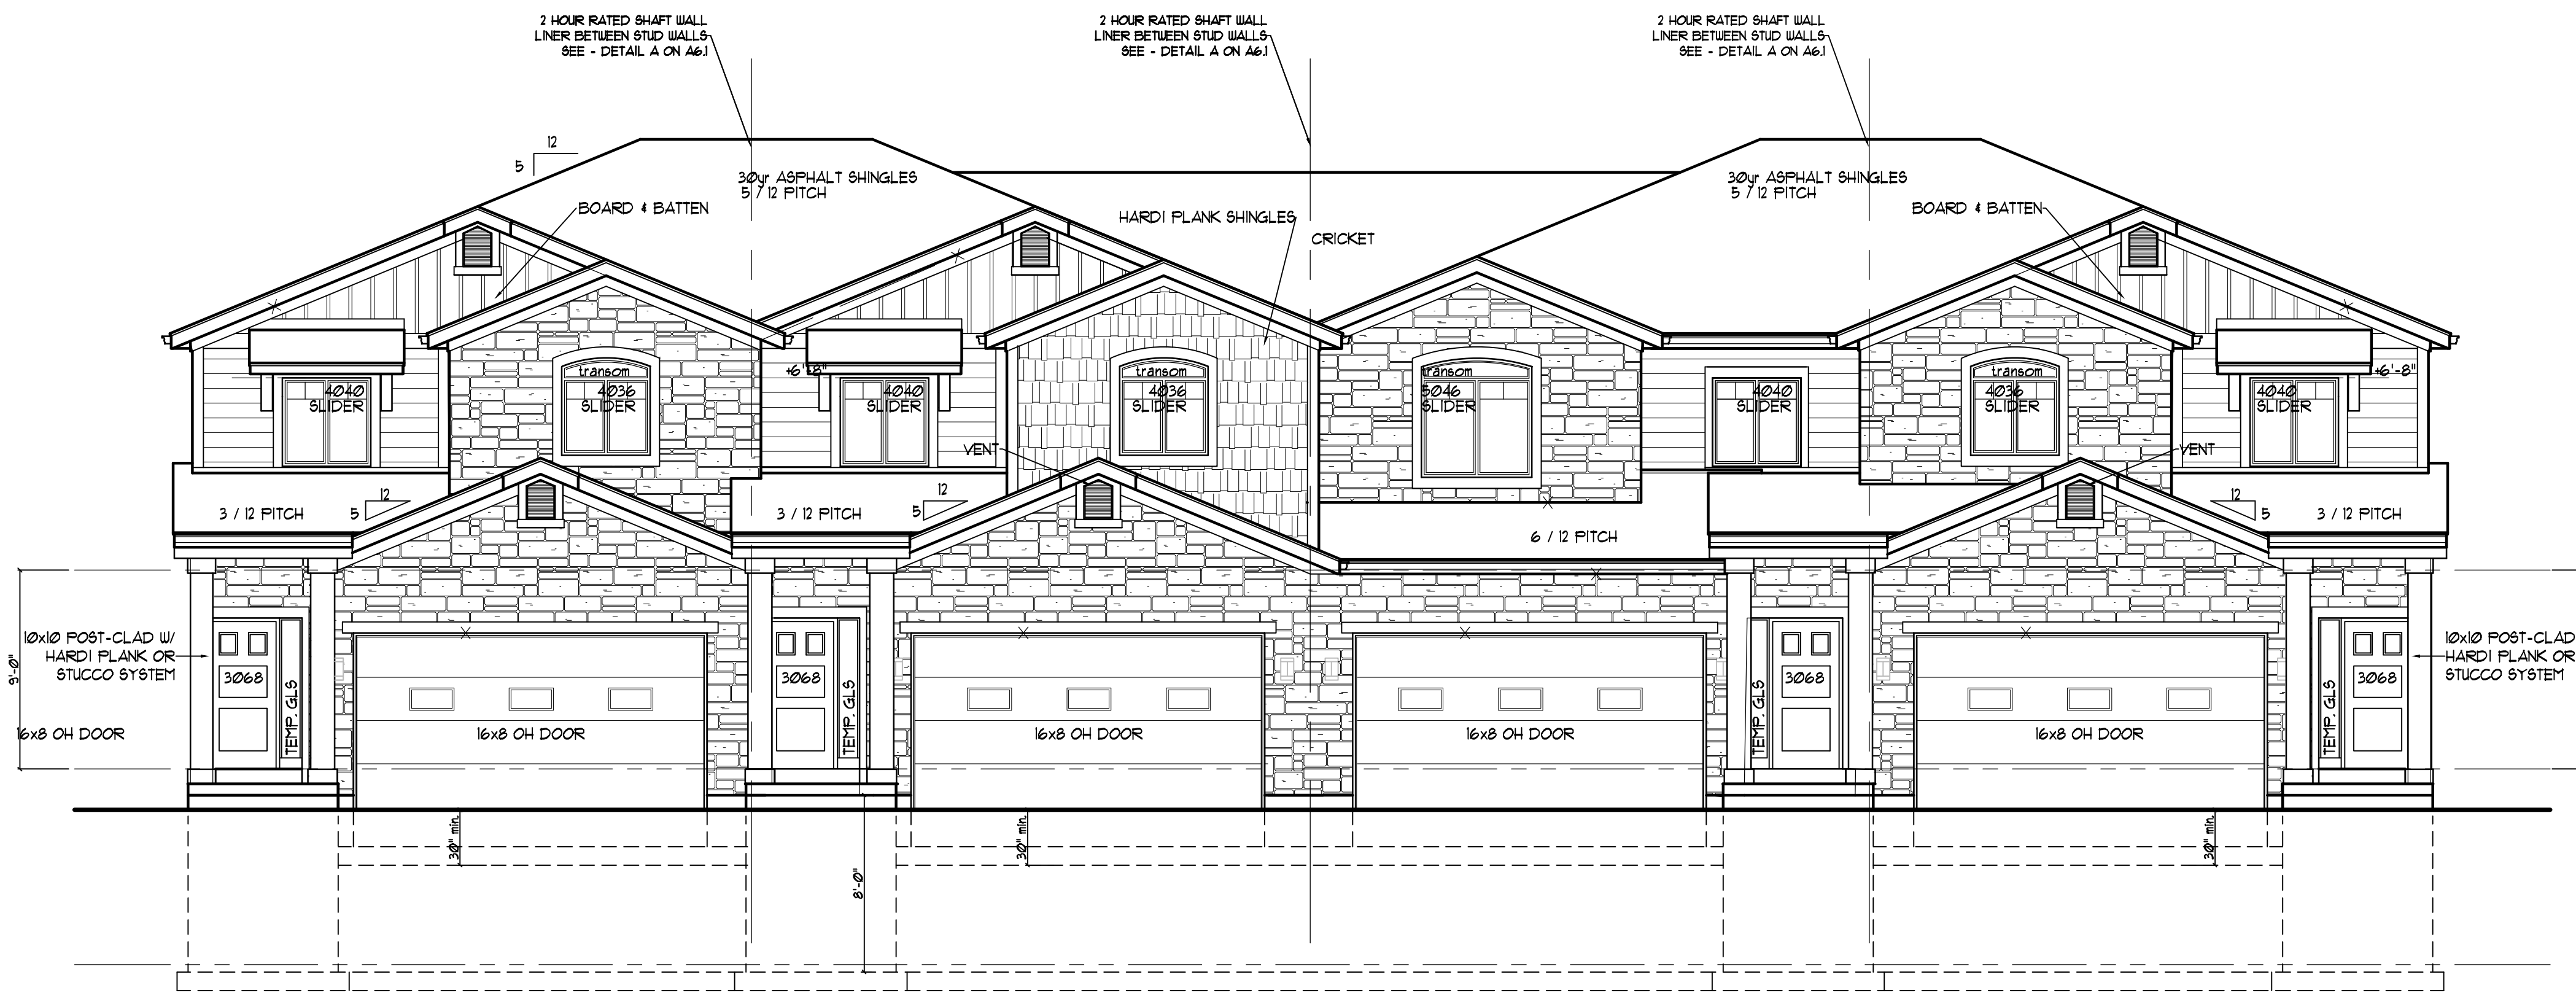 2 HOUR RATED SHAFT WALL
LINER BETWEEN STUD WALLS
SEE - DETAIL A ON A6.1
2 HOUR RATED SHAFT WALL
LINER BETWEEN STUD WALLS
SEE - DETAIL A ON A6.1
2 HOUR RATED SHAFT WALL
LINER BETWEEN STUD WALLS
SEE - DETAIL A ON A6.1
12
5
30yr ASPHALT SHINGLES
5 / 12 PITCH
30yr ASPHALT SHINGLES
5 / 12 PITCH
BOARD & BATTEN
HARDI PLANK SHINGLES
BOARD & BATTEN
CRICKET
transom
4036
SLIDER
4040
SLIDER
+6'-8"
4040
SLIDER
transom
4036
SLIDER
transom
5046
SLIDER
4040
SLIDER
transom
4036
SLIDER
+6'-8"
4040
SLIDER
VENT
VENT
12
5
3 / 12 PITCH
12
5
3 / 12 PITCH
6 / 12 PITCH
12
5
3 / 12 PITCH
10x10 POST-CLAD W/
HARDI PLANK OR
STUCCO SYSTEM
9'-0"
10x10 POST-CLAD
HARDI PLANK OR
STUCCO SYSTEM
3068
TEMP. GLS
3068
TEMP. GLS
TEMP. GLS
3068
TEMP. GLS
3068
16x8 OH DOOR
16x8 OH DOOR
16x8 OH DOOR
16x8 OH DOOR
16x8 OH DOOR
30" min.
30" min.
30" min.
8'-0"